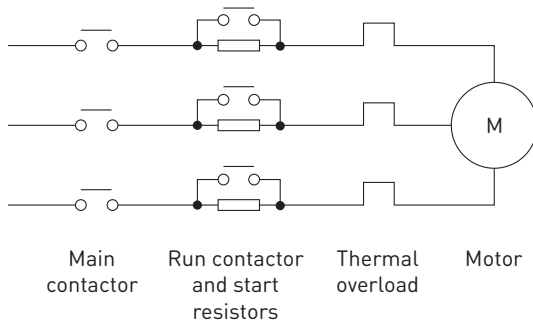 M
Main
contactor
Run contactor
and start
resistors
Thermal
overload
Motor